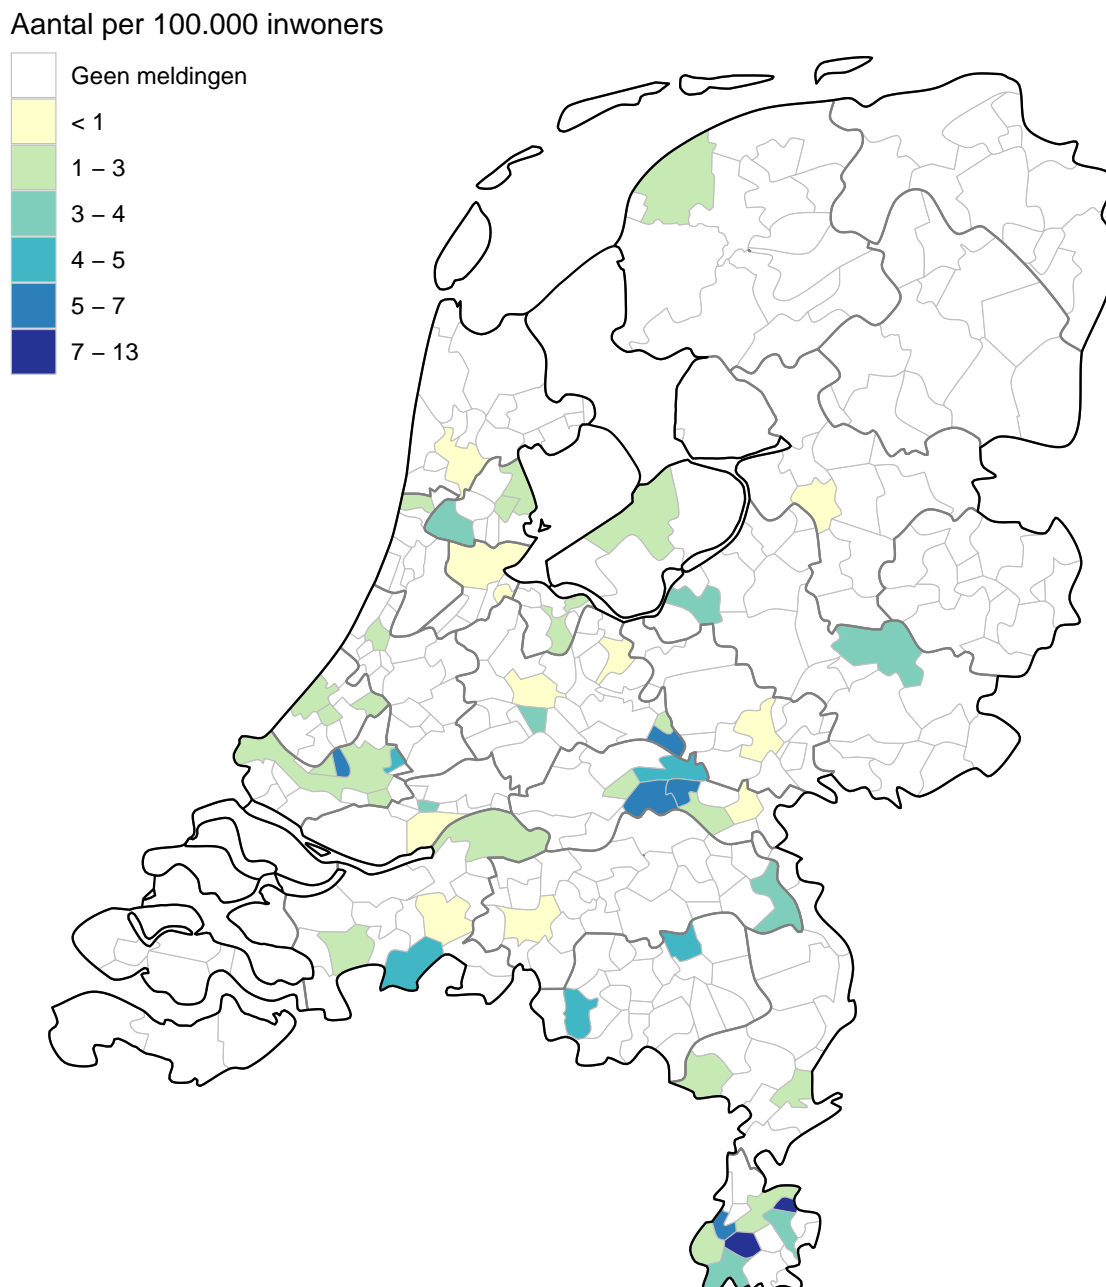 Aantal per 100.000 inwoners
Geen meldingen
< 1
1 – 3
3 – 4
4 – 5
5 – 7
7 – 13